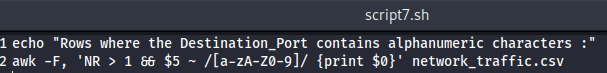 script7.sh
1 echo "Rows where the Destination_Port contains alphanumeric characters :"
2 awk -F, 'NR > 1 && $5 ~ /[a-zA-Z0-9]/ {print $0}' network_traffic.csv